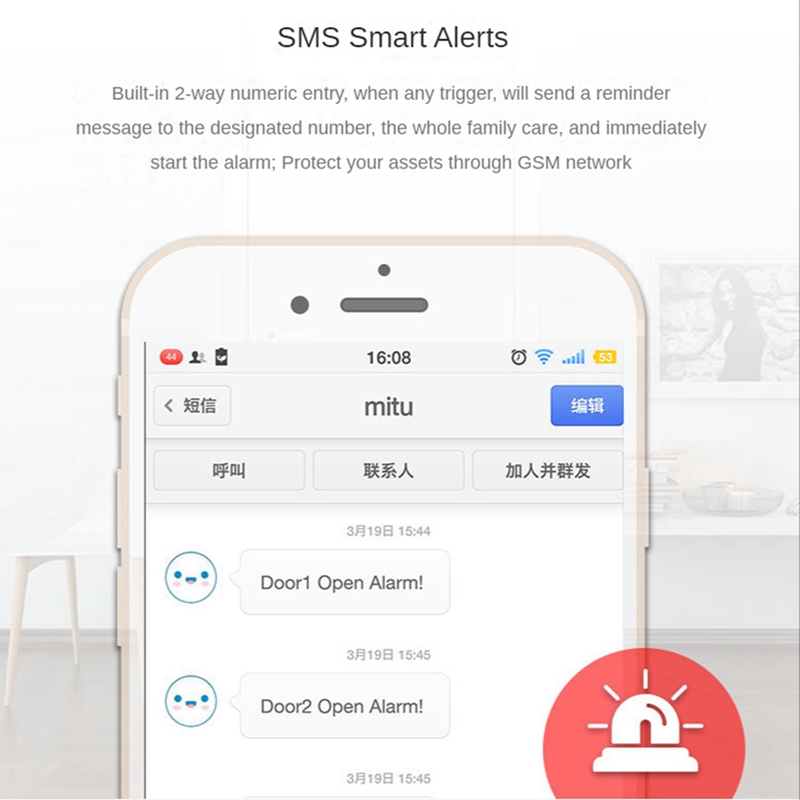 SMS Smart Alerts
Built-in 2-way numeric entry, when any trigger, will send a reminder
message to the designated number, the whole family care, and immediately
start the alarm; Protect your assets through GSM network
44 16:08 53
短信 mitu 编辑
呼叫 联系人 加人并群发
3月19日 15:44
Door1 Open Alarm!
3月19日 15:45
Door2 Open Alarm!
3月19日 15:45